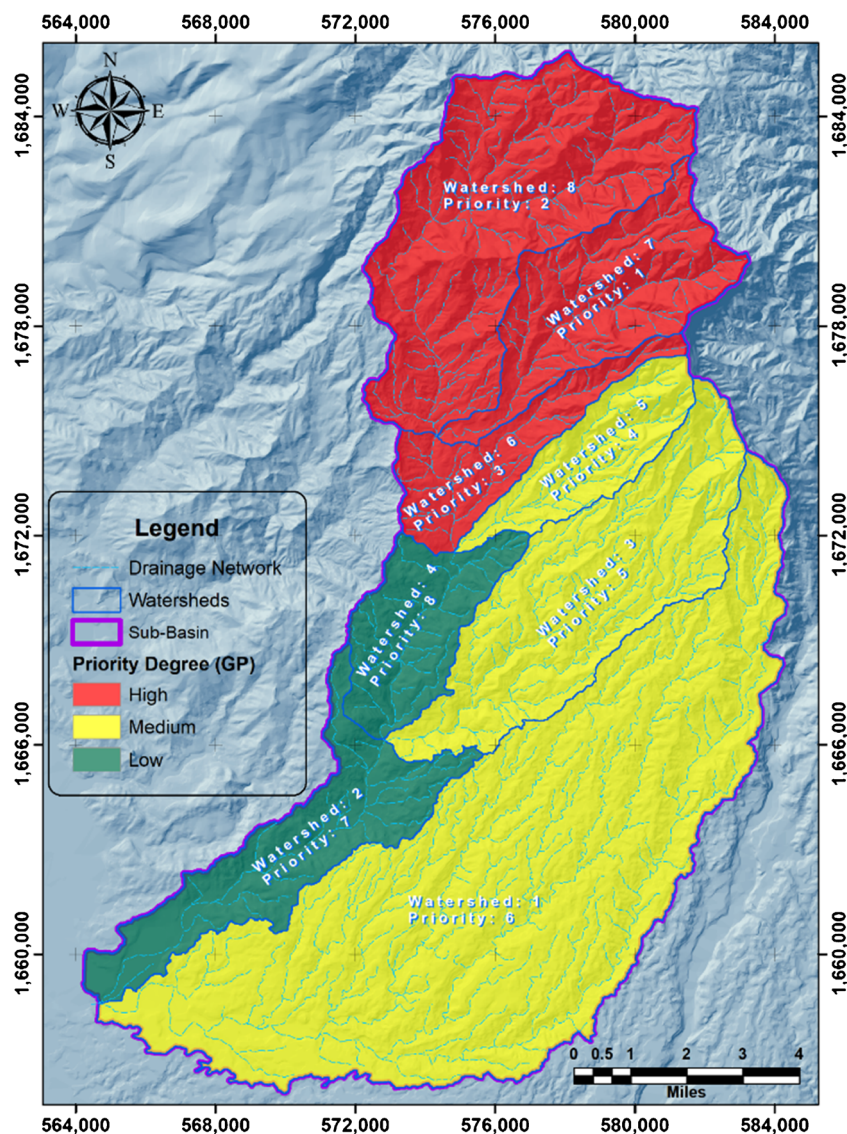 564,000 568,000 572,000 576,000 580,000 584,000
N
W E
S
1,684,000 1,684,000
Watershed: 8
Priority: 2
Watershed: 7
Priority: 1
1,678,000 1,678,000
Watershed: 5
Priority: 4
Watershed: 6
Priority: 3
1,672,000 1,672,000
Watershed: 3
Priority: 5
Watershed: 4
Priority: 8
Legend
Drainage Network
Watersheds
Sub-Basin
Priority Degree (GP)
High
Medium
Low
1,666,000 1,666,000
Watershed: 2
Priority: 7
Watershed: 1
Priority: 6
1,660,000 1,660,000
0 0.5 1 2 3 4
Miles
564,000 568,000 572,000 576,000 580,000 584,000